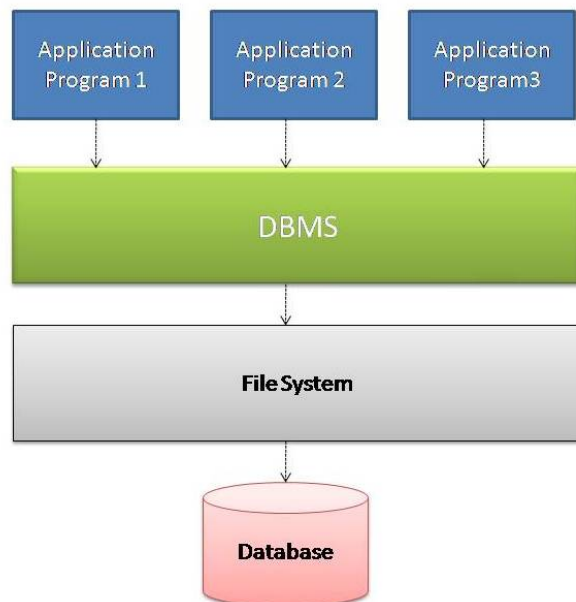 Application
Program 1
Application
Program 2
Application
Program3
DBMS
File System
Database